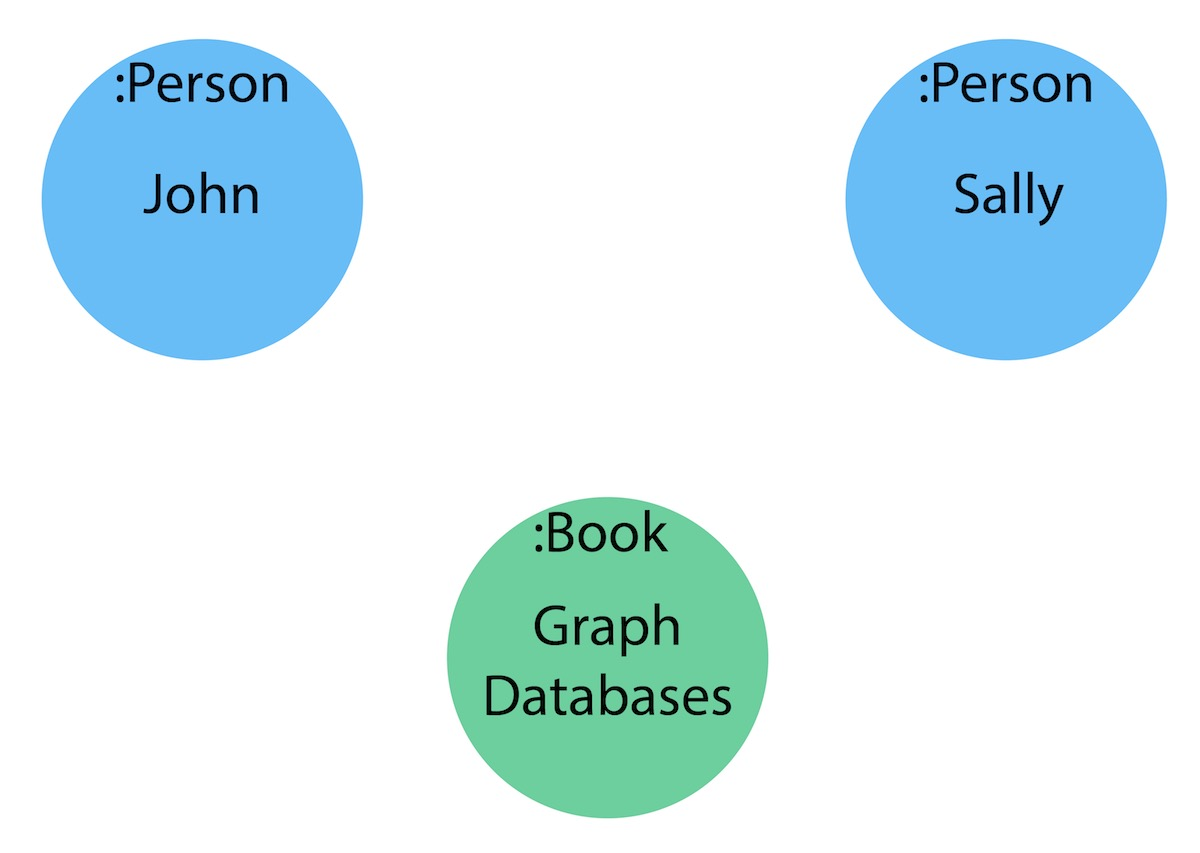 :Person
John
:Person
Sally
:Book
Graph
Databases